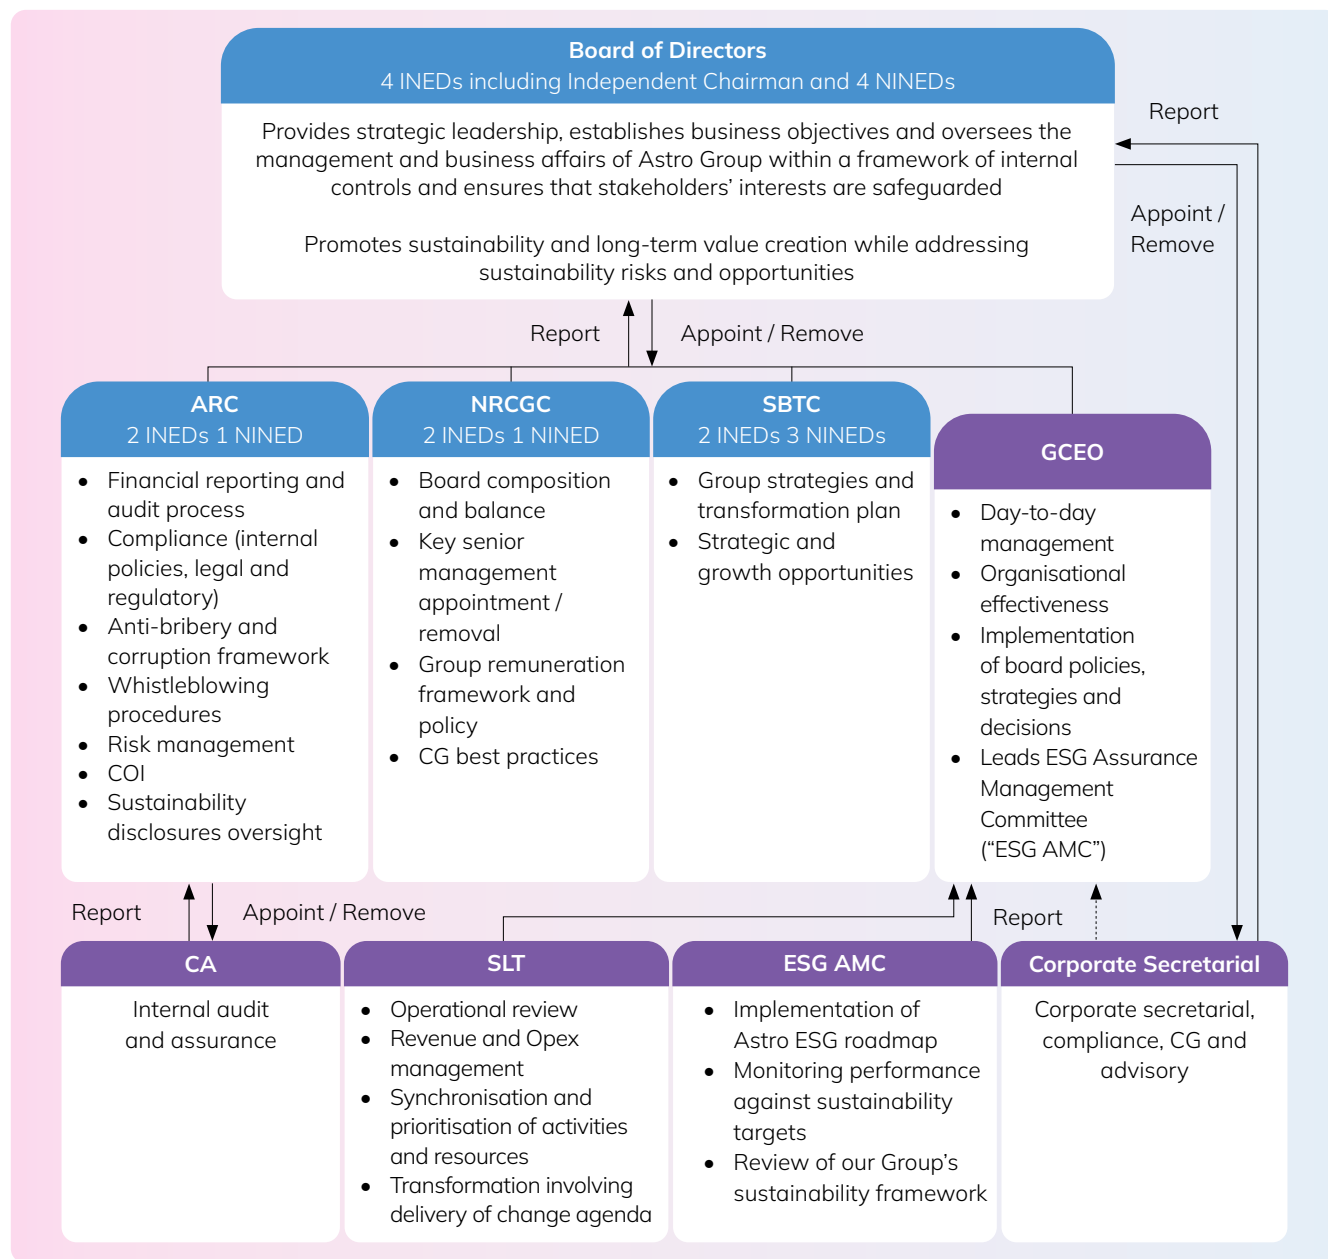 Board of Directors
4 INEDs including Independent Chairman and 4 NINEDs
Provides strategic leadership, establishes business objectives and oversees the
management and business affairs of Astro Group within a framework of internal
controls and ensures that stakeholders’ interests are safeguarded
Promotes sustainability and long-term value creation while addressing
sustainability risks and opportunities
Report
Appoint /
Remove
Report
Appoint / Remove
ARC
2 INEDs 1 NINED
• Financial reporting and
audit process
• Compliance (internal
policies, legal and
regulatory)
• Anti-bribery and
corruption framework
• Whistleblowing
procedures
• Risk management
• COI
• Sustainability
disclosures oversight
NRCGC
2 INEDs 1 NINED
• Board composition
and balance
• Key senior
management
appointment /
removal
• Group remuneration
framework and
policy
• CG best practices
SBTC
2 INEDs 3 NINEDs
• Group strategies and
transformation plan
• Strategic and
growth opportunities
GCEO
• Day-to-day
management
• Organisational
effectiveness
• Implementation
of board policies,
strategies and
decisions
• Leads ESG Assurance
Management
Committee
(“ESG AMC”)
Report
Appoint / Remove
Report
CA
Internal audit
and assurance
SLT
• Operational review
• Revenue and Opex
management
• Synchronisation and
prioritisation of activities
and resources
• Transformation involving
delivery of change agenda
ESG AMC
• Implementation of
Astro ESG roadmap
• Monitoring performance
against sustainability
targets
• Review of our Group’s
sustainability framework
Corporate Secretarial
Corporate secretarial,
compliance, CG and
advisory